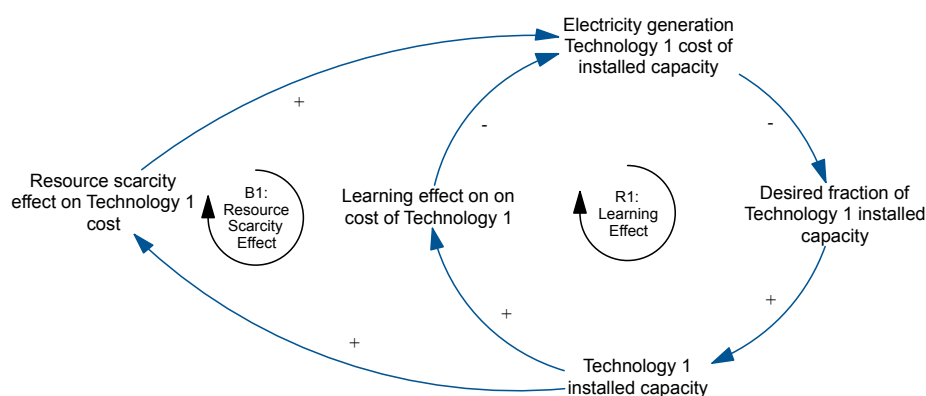 Electricity generation
Technology 1 cost of
installed capacity
+
-
-
Resource scarcity
effect on Technology 1
cost
B1:
Resource
Scarcity
Effect
Learning effect on on
cost of Technology 1
R1:
Learning
Effect
Desired fraction of
Technology 1 installed
capacity
+
+
+
Technology 1
installed capacity